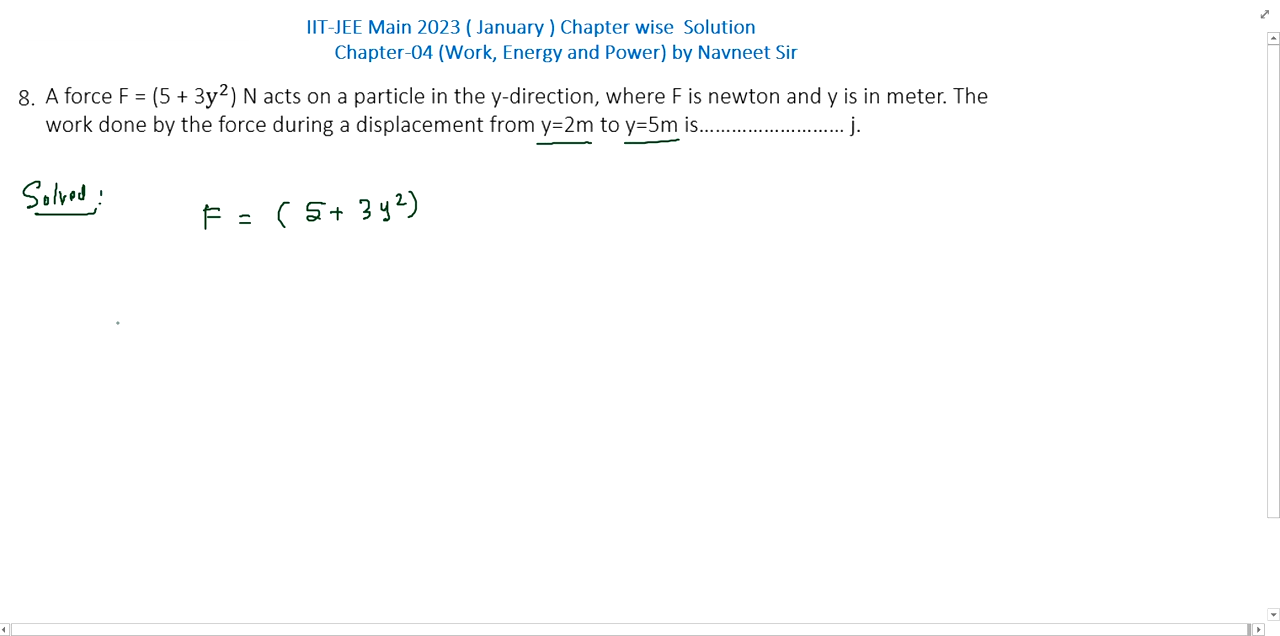 IIT-JEE Main 2023 ( January ) Chapter wise Solution
Chapter-04 (Work, Energy and Power) by Navneet Sir
8. A force F = (5 + 3y²) N acts on a particle in the y-direction, where F is newton and y is in meter. The
work done by the force during a displacement from y=2m to y=5m is........................... j.
Solved:
F = ( 5 + 3y²)